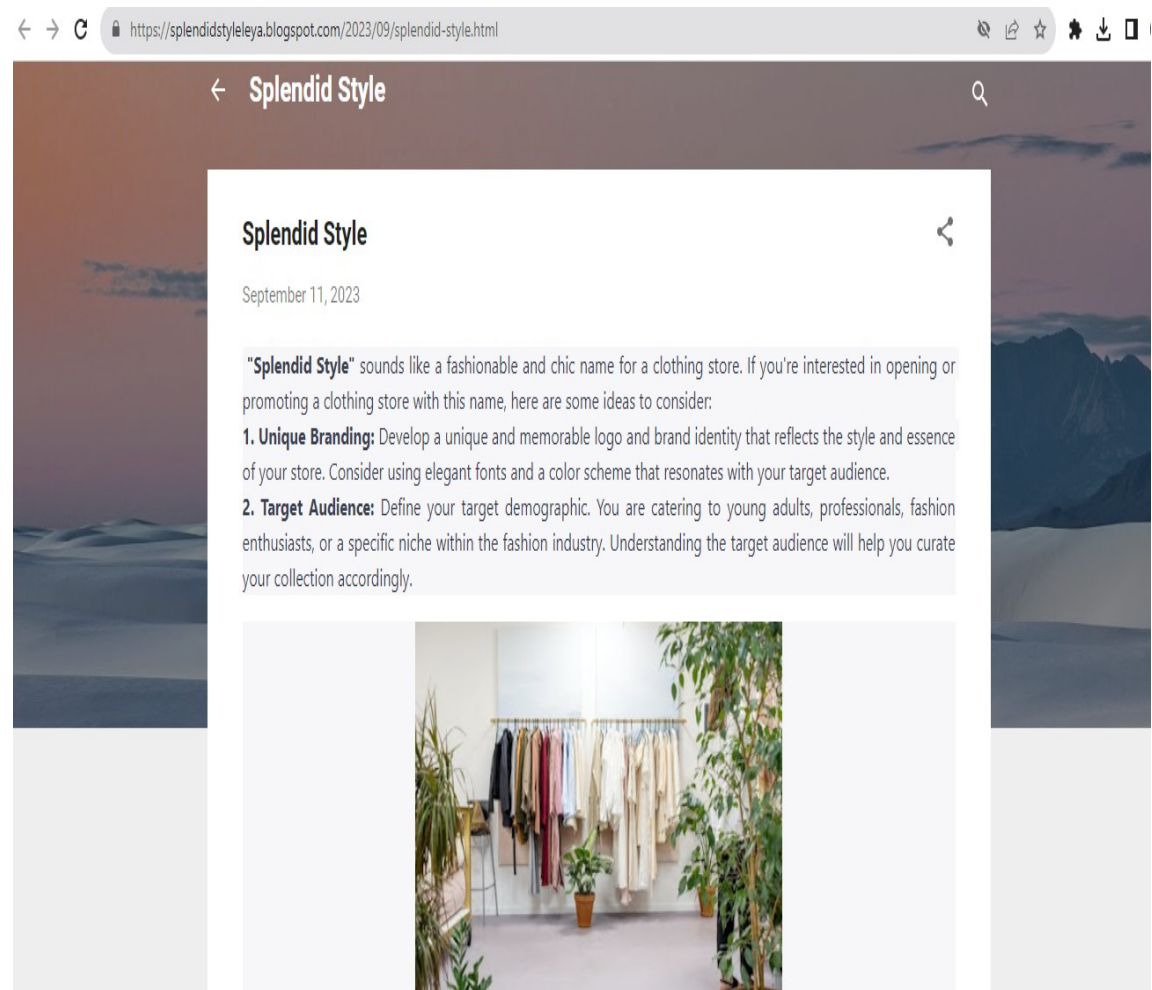 https://splendidstyleleya.blogspot.com/2023/09/splendid-style.html
Splendid Style
Splendid Style
September 11, 2023
"Splendid Style" sounds like a fashionable and chic name for a clothing store. If you're interested in opening or
promoting a clothing store with this name, here are some ideas to consider:
1. Unique Branding: Develop a unique and memorable logo and brand identity that reflects the style and essence
of your store. Consider using elegant fonts and a color scheme that resonates with your target audience.
2. Target Audience: Define your target demographic. You are catering to young adults, professionals, fashion
enthusiasts, or a specific niche within the fashion industry. Understanding the target audience will help you curate
your collection accordingly.